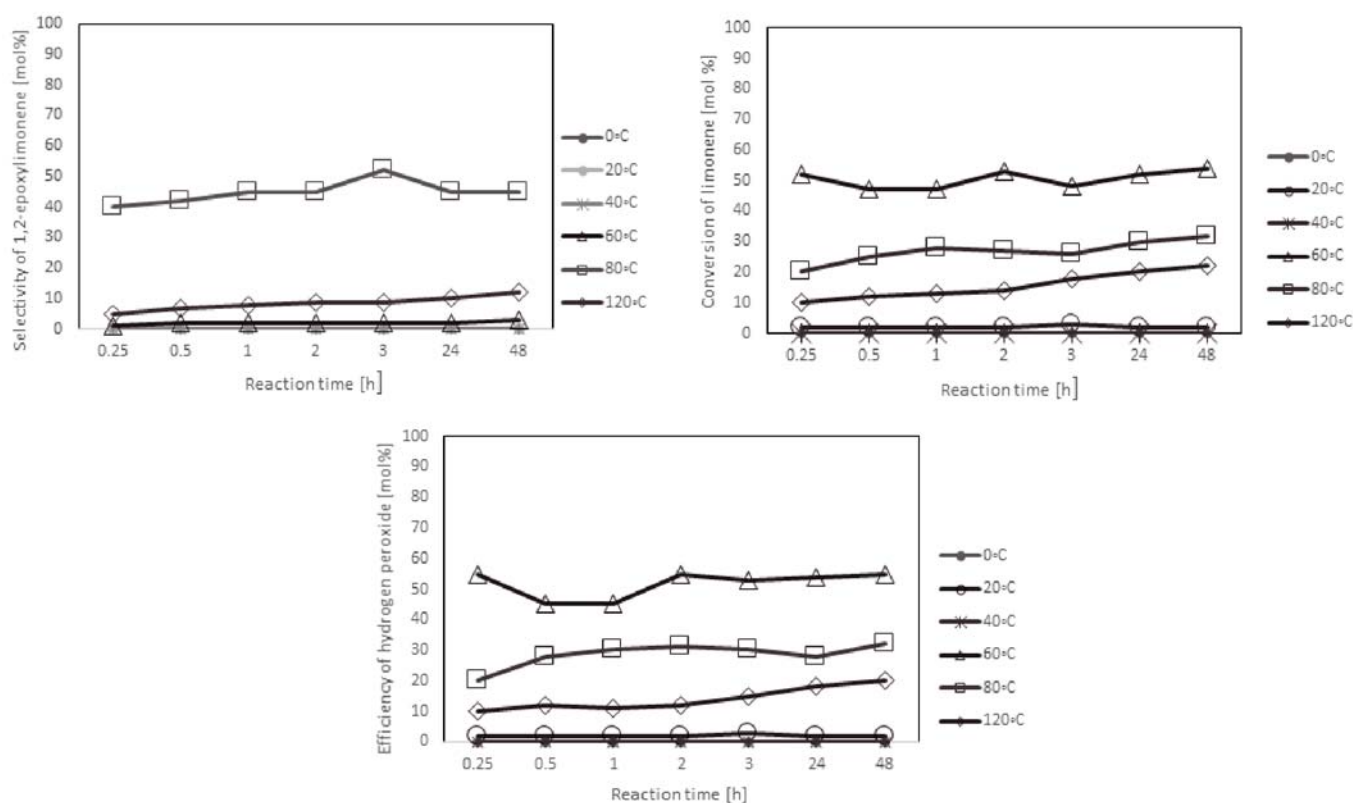 Selectivity of 1,2-epoxylimonene [mol%]
100
90
80
70
60
50
40
30
20
10
0
0.25 0.5 1 2 3 24 48
Reaction time [h]
0∘C
20∘C
40∘C
60∘C
80∘C
120∘C
Conversion of limonene [mol %]
100
90
80
70
60
50
40
30
20
10
0
0.25 0.5 1 2 3 24 48
Reaction time [h]
0∘C
20∘C
40∘C
60∘C
80∘C
120∘C
Efficiency of hydrogen peroxide [mol%]
100
90
80
70
60
50
40
30
20
10
0
0.25 0.5 1 2 3 24 48
Reaction time [h]
0∘C
20∘C
40∘C
60∘C
80∘C
120∘C